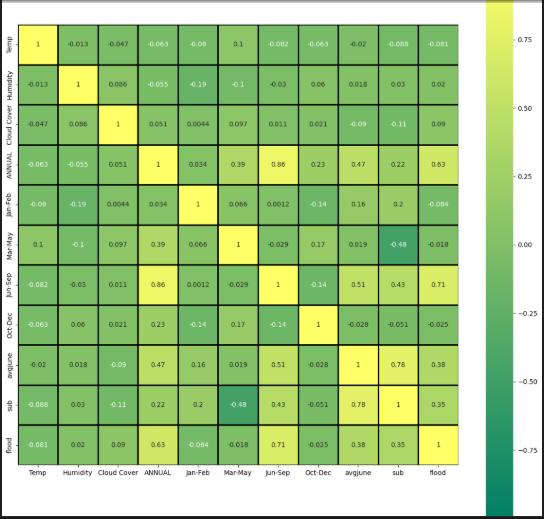 Temp 1 -0.013 -0.047 -0.063 -0.08 0.1 -0.082 -0.063 -0.02 -0.088 -0.081
Humidity -0.013 1 0.086 -0.055 -0.19 -0.1 -0.03 0.06 0.018 0.03 0.02
Cloud Cover -0.047 0.086 1 0.051 0.0044 0.097 0.011 0.021 -0.09 -0.11 0.09
ANNUAL -0.063 -0.055 0.051 1 0.034 0.39 0.86 0.23 0.47 0.22 0.63
Jan-Feb -0.08 -0.19 0.0044 0.034 1 0.066 0.0012 -0.14 0.16 0.2 -0.084
Mar-May 0.1 -0.1 0.097 0.39 0.066 1 -0.029 0.17 0.019 -0.48 -0.018
Jun-Sep -0.082 -0.03 0.011 0.86 0.0012 -0.029 1 -0.14 0.51 0.43 0.71
Oct-Dec -0.063 0.06 0.021 0.23 -0.14 0.17 -0.14 1 -0.028 -0.051 -0.025
avgjune -0.02 0.018 -0.09 0.47 0.16 0.019 0.51 -0.028 1 0.78 0.38
sub -0.088 0.03 -0.11 0.22 0.2 -0.48 0.43 -0.051 0.78 1 0.35
flood -0.081 0.02 0.09 0.63 -0.084 -0.018 0.71 -0.025 0.38 0.35 1
Temp Humidity Cloud Cover ANNUAL Jan-Feb Mar-May Jun-Sep Oct-Dec avgjune sub flood
0.75
0.50
0.25
0.00
−0.25
−0.50
−0.75